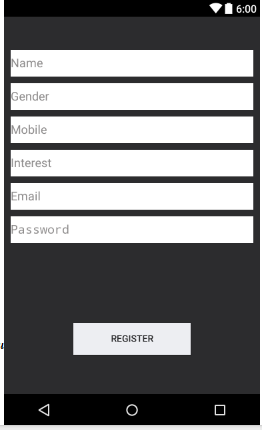 6:00
Name
Gender
Mobile
Interest
Email
Password
REGISTER